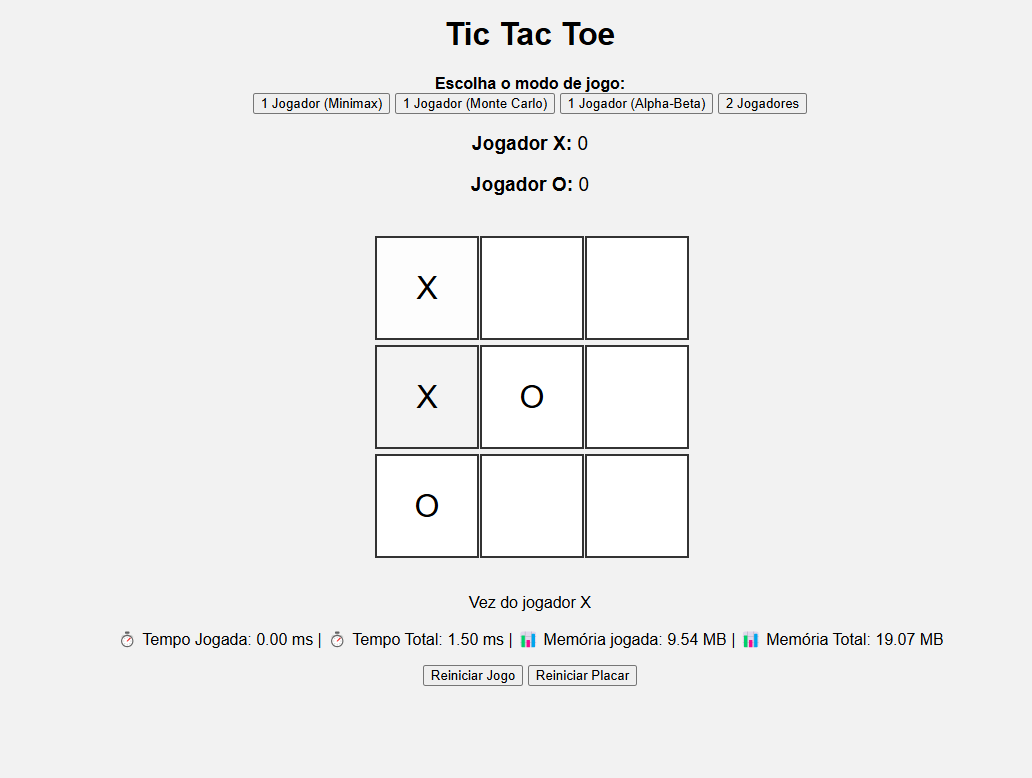 Tic Tac Toe
Escolha o modo de jogo:
1 Jogador (Minimax) 1 Jogador (Monte Carlo) 1 Jogador (Alpha-Beta) 2 Jogadores
Jogador X: 0
Jogador O: 0
X
X O
O
Vez do jogador X
Tempo Jogada: 0.00 ms | Tempo Total: 1.50 ms | Memória jogada: 9.54 MB | Memória Total: 19.07 MB
Reiniciar Jogo Reiniciar Placar